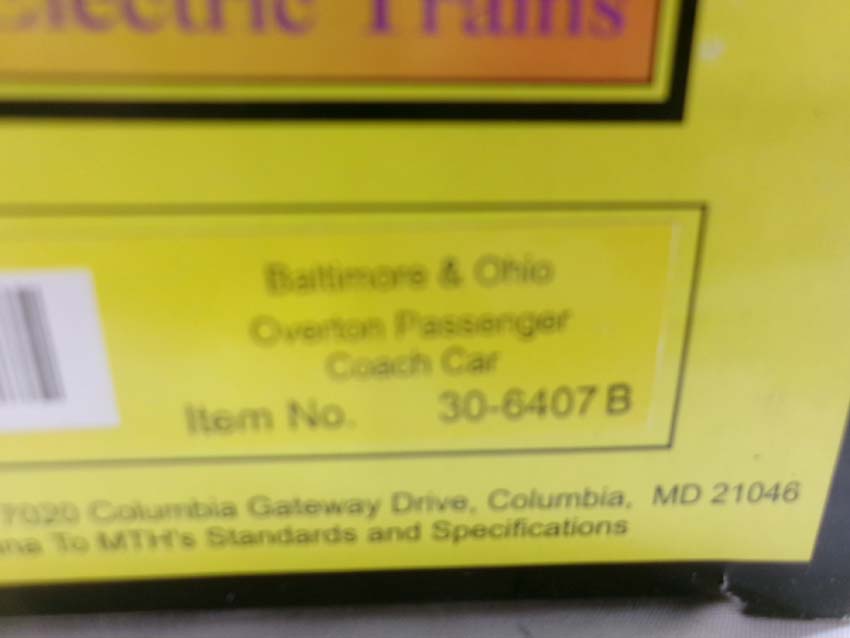 Electric Trains
Baltimore & Ohio
Overton Passenger
Coach Car
Item No. 30-6407 B
7020 Columbia Gateway Drive, Columbia, MD 21046
To MTH's Standards and Specifications